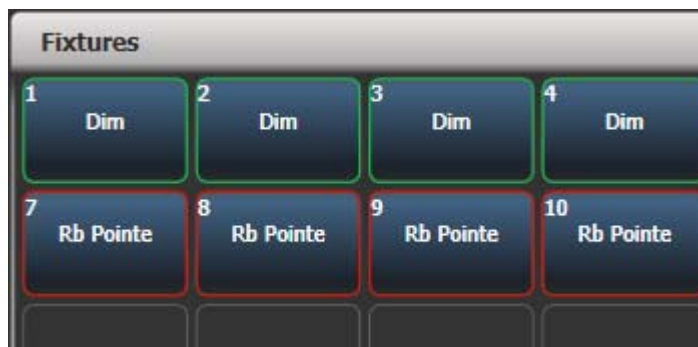 Fixtures
1 2 3 4
Dim Dim Dim Dim
7 8 9 10
Rb Pointe Rb Pointe Rb Pointe Rb Pointe